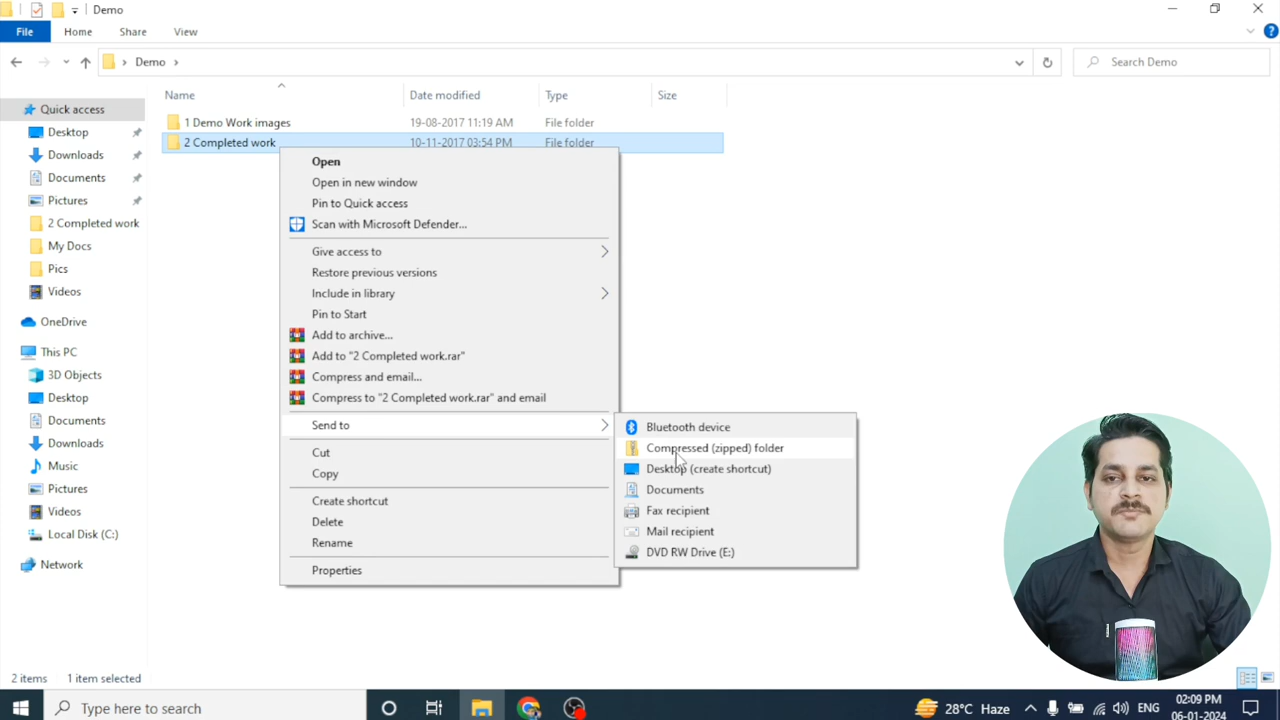 Demo
File
Home
Share
View
Demo
Search Demo
Name
Date modified
Type
Size
1 Demo Work images
19-08-2017 11:19 AM
File folder
2 Completed work
10-11-2017 03:54 PM
File folder
Quick access
Desktop
Downloads
Documents
Pictures
2 Completed work
My Docs
Pics
Videos
OneDrive
This PC
3D Objects
Desktop
Documents
Downloads
Music
Pictures
Videos
Local Disk (C:)
Network
Open
Open in new window
Pin to Quick access
Scan with Microsoft Defender...
Give access to
Restore previous versions
Include in library
Pin to Start
Add to archive...
Add to "2 Completed work.rar"
Compress and email...
Compress to "2 Completed work.rar" and email
Send to
Cut
Copy
Create shortcut
Delete
Rename
Properties
Bluetooth device
Compressed (zipped) folder
Desktop (create shortcut)
Documents
Fax recipient
Mail recipient
DVD RW Drive (E:)
2 items
1 item selected
Type here to search
28°C Haze
ENG
02:09 PM
06-01-2024